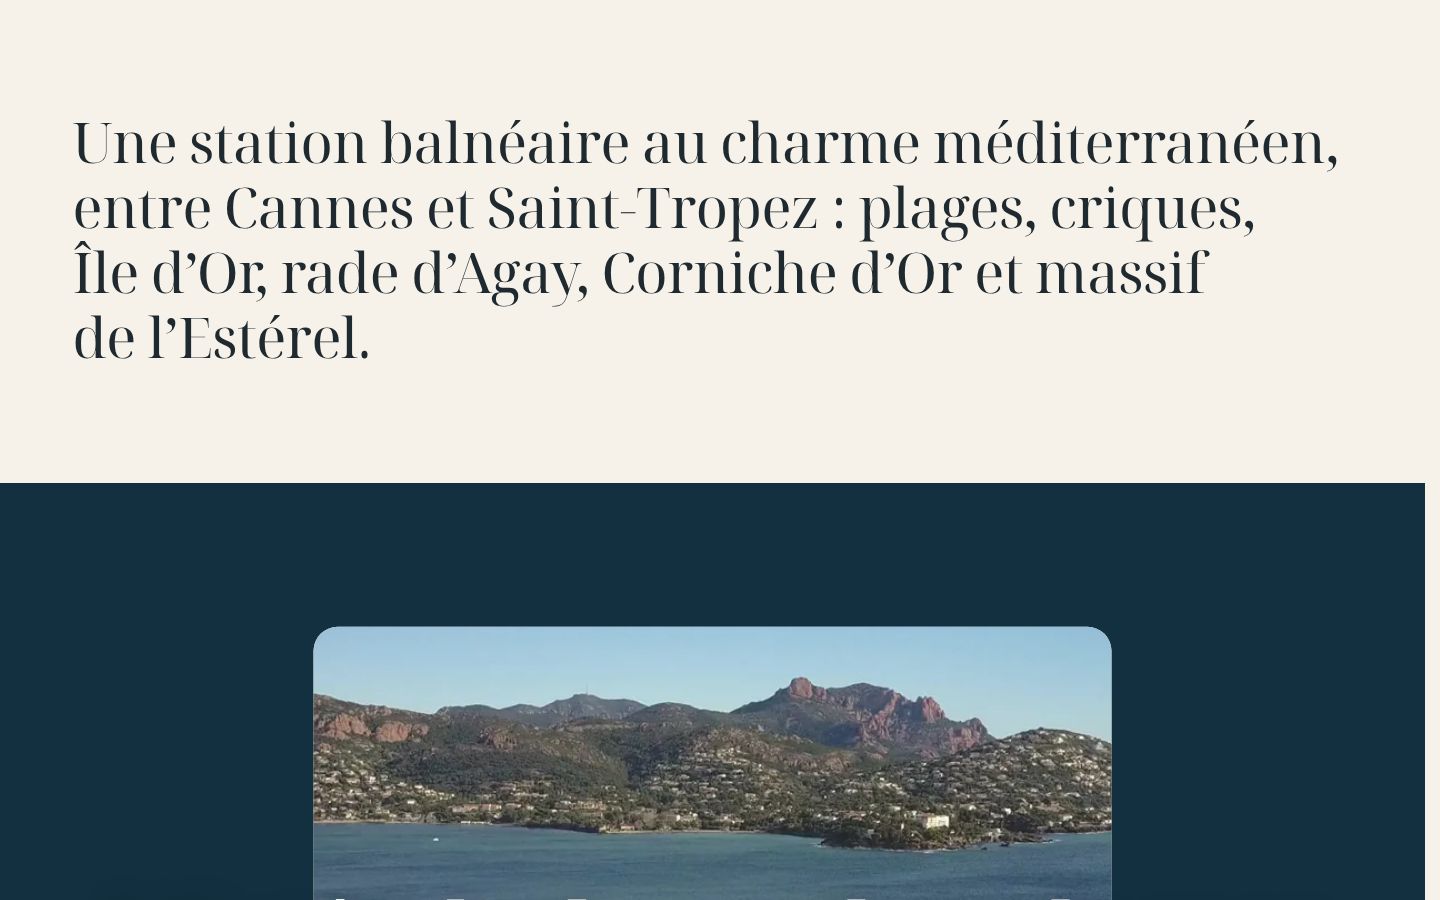 Une station balnéaire au charme méditerranéen,
entre Cannes et Saint-Tropez : plages, criques,
Île d’Or, rade d’Agay, Corniche d’Or et massif
de l’Estérel.